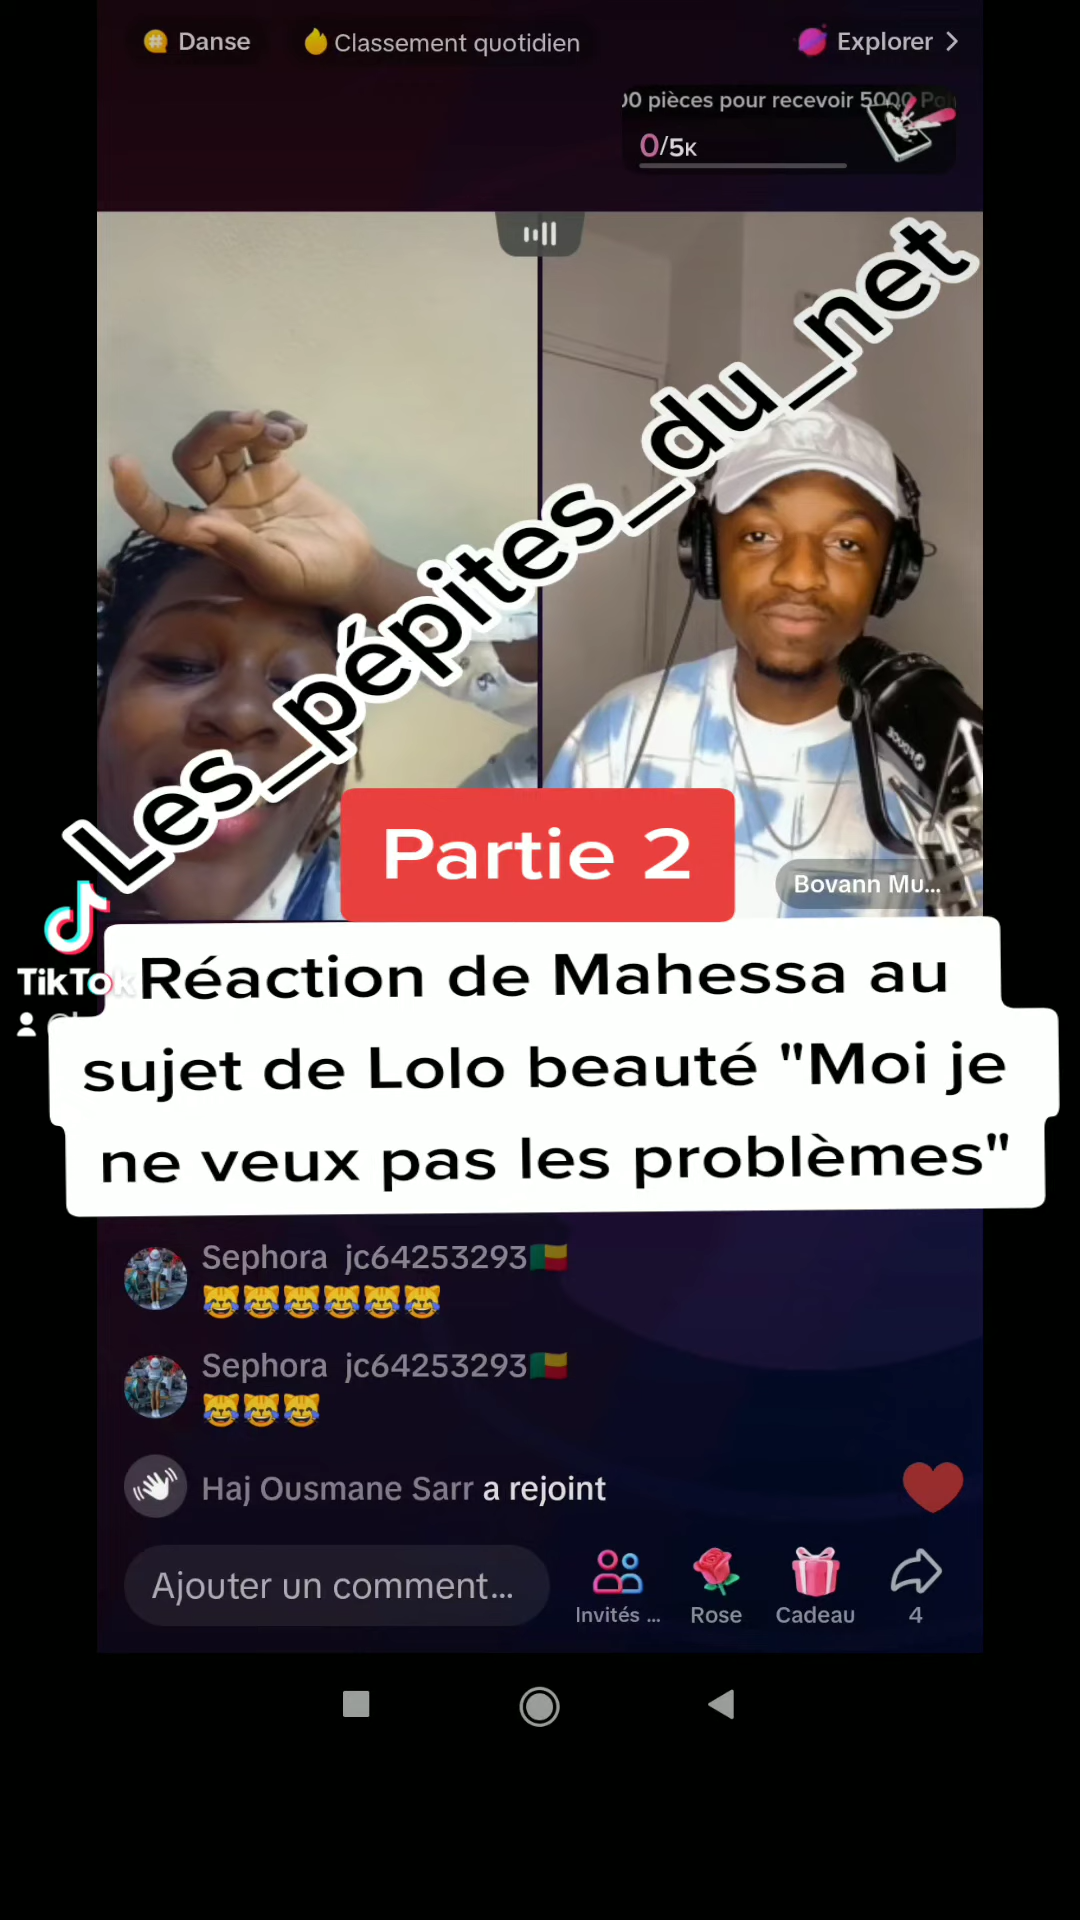 Danse
Classement quotidien
Explorer
0 pièces pour recevoir 5000
0/5K
Les_pépites_du_net
Partie 2
Bovann Mu...
TikTok
Réaction de Mahessa au
sujet de Lolo beauté "Moi je
ne veux pas les problèmes"
Sephora jc64253293🇧🇯
😹😹😹😹😹😹
Sephora jc64253293🇧🇯
😹😹😹
Haj Ousmane Sarr a rejoint
Ajouter un comment...
Invités ...
Rose
Cadeau
4